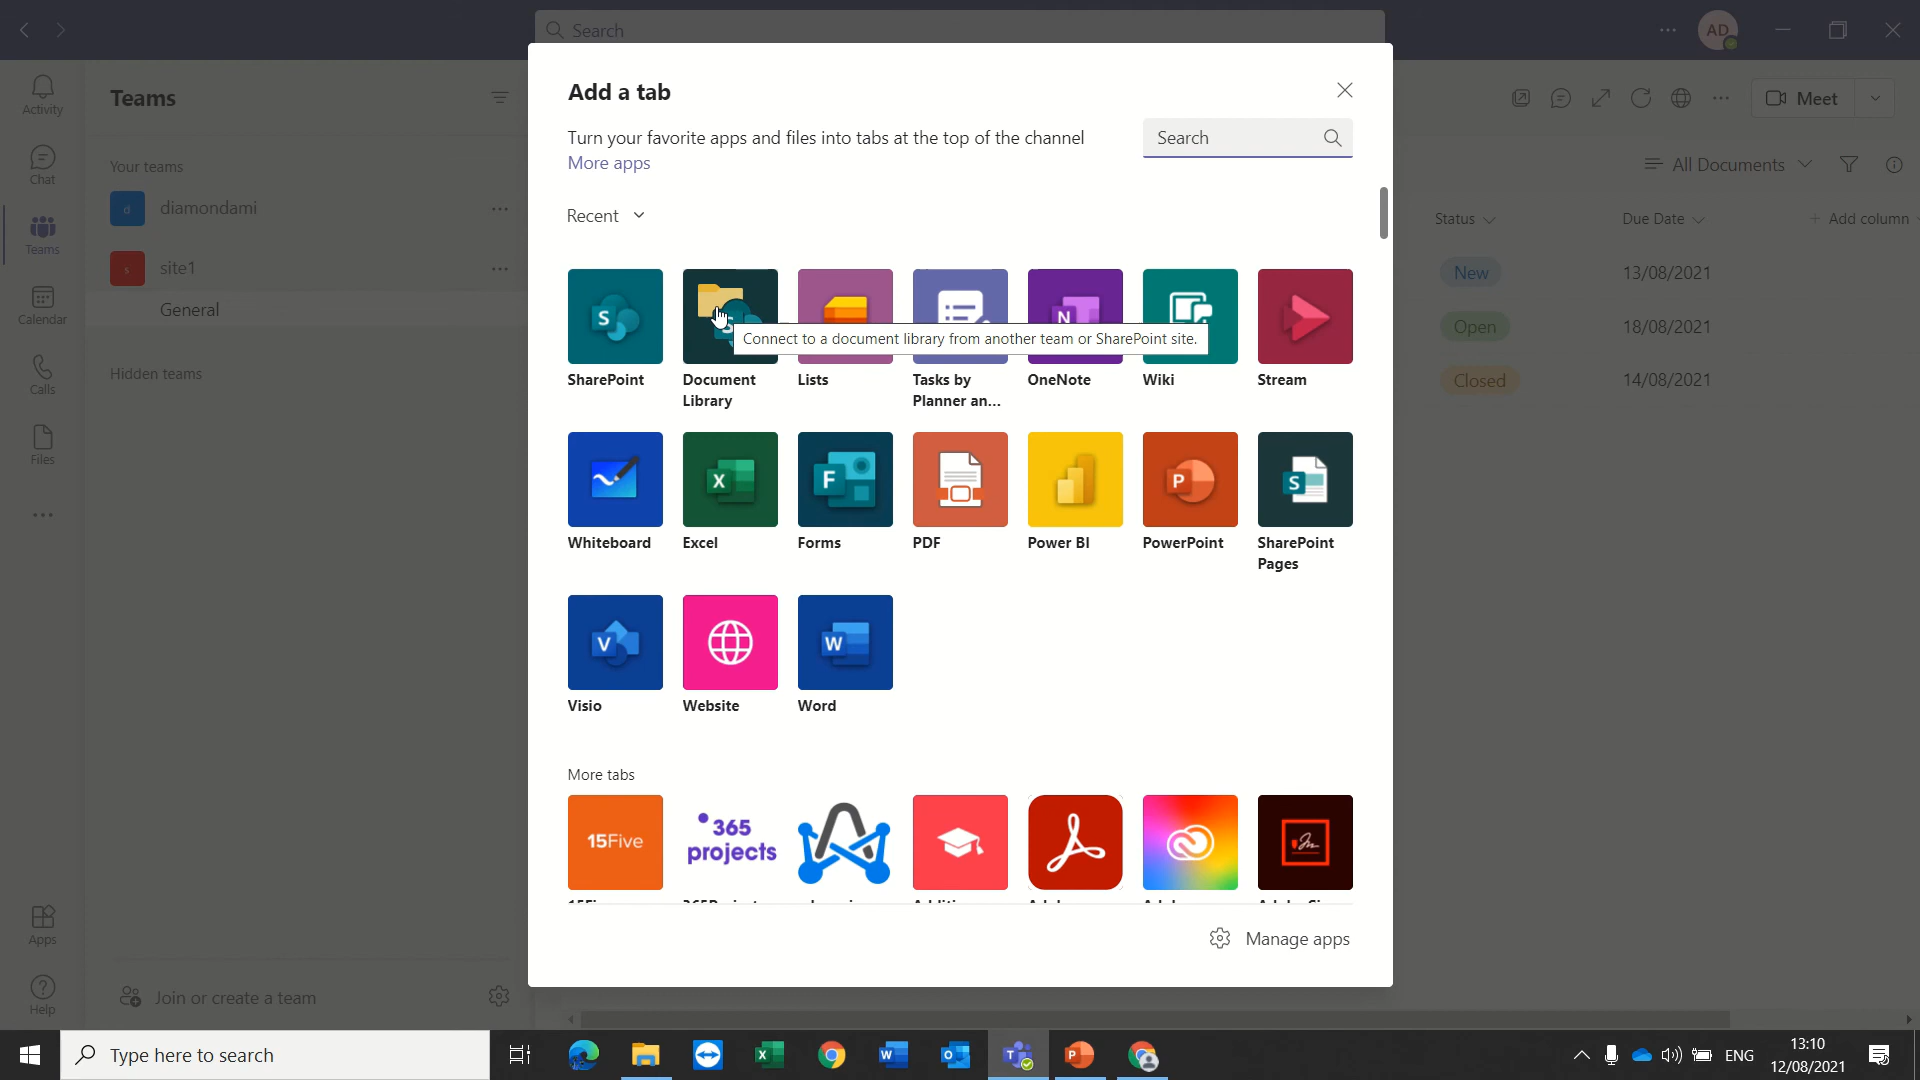 Search
AD
Activity
Teams
Meet
Add a tab
Turn your favorite apps and files into tabs at the top of the channel
More apps
Search
Chat
Your teams
All Documents
d
diamondami
Recent
Status
Due Date
+ Add column
Teams
s
site1
New
13/08/2021
General
Calendar
Connect to a document library from another team or SharePoint site.
Open
18/08/2021
Hidden teams
SharePoint
Document
Library
Lists
Tasks by
Planner an...
OneNote
Wiki
Stream
Closed
14/08/2021
Calls
Files
Whiteboard
Excel
Forms
PDF
Power BI
PowerPoint
SharePoint
Pages
Visio
Website
Word
More tabs
15Five
365
projects
Apps
Manage apps
Help
Join or create a team
Type here to search
ENG
13:10
12/08/2021